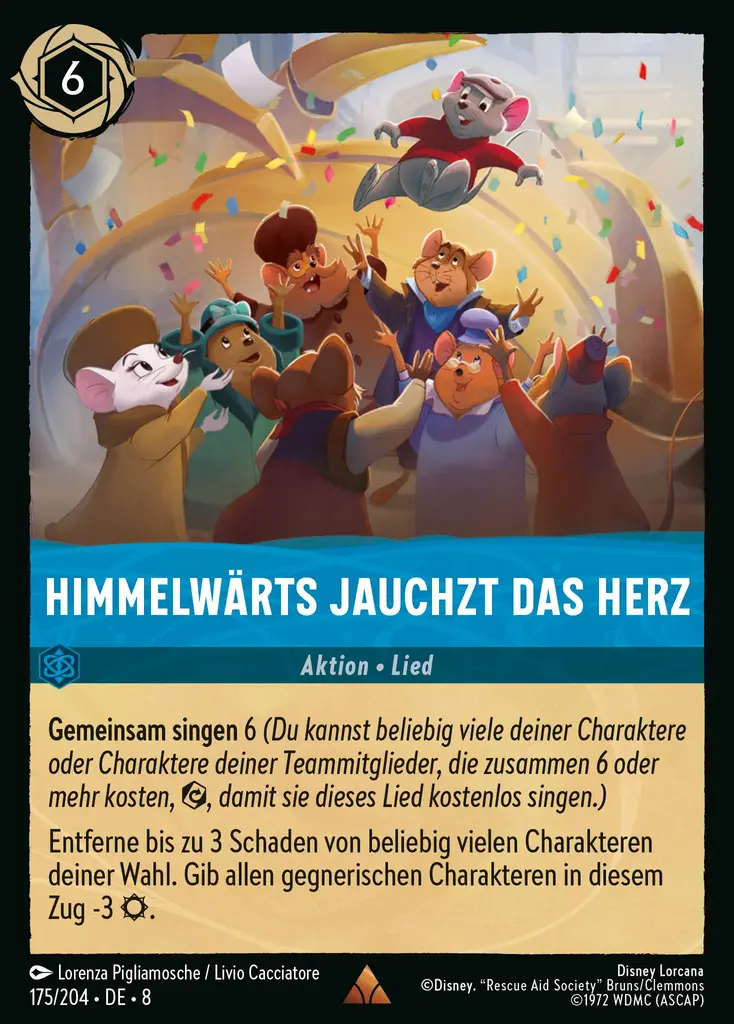 6
HIMMELWÄRTS JAUCHZT DAS HERZ
Aktion • Lied
Gemeinsam singen 6 (Du kannst beliebig viele deiner Charaktere
oder Charaktere deiner Teammitglieder, die zusammen 6 oder
mehr kosten, , damit sie dieses Lied kostenlos singen.)
Entferne bis zu 3 Schaden von beliebig vielen Charakteren
deiner Wahl. Gib allen gegnerischen Charakteren in diesem
Zug -3 .
Lorenza Pigliamosche / Livio Cacciatore
175/204 • DE • 8
Disney Lorcana
©Disney. “Rescue Aid Society” Bruns/Clemmons
©1972 WDMC (ASCAP)